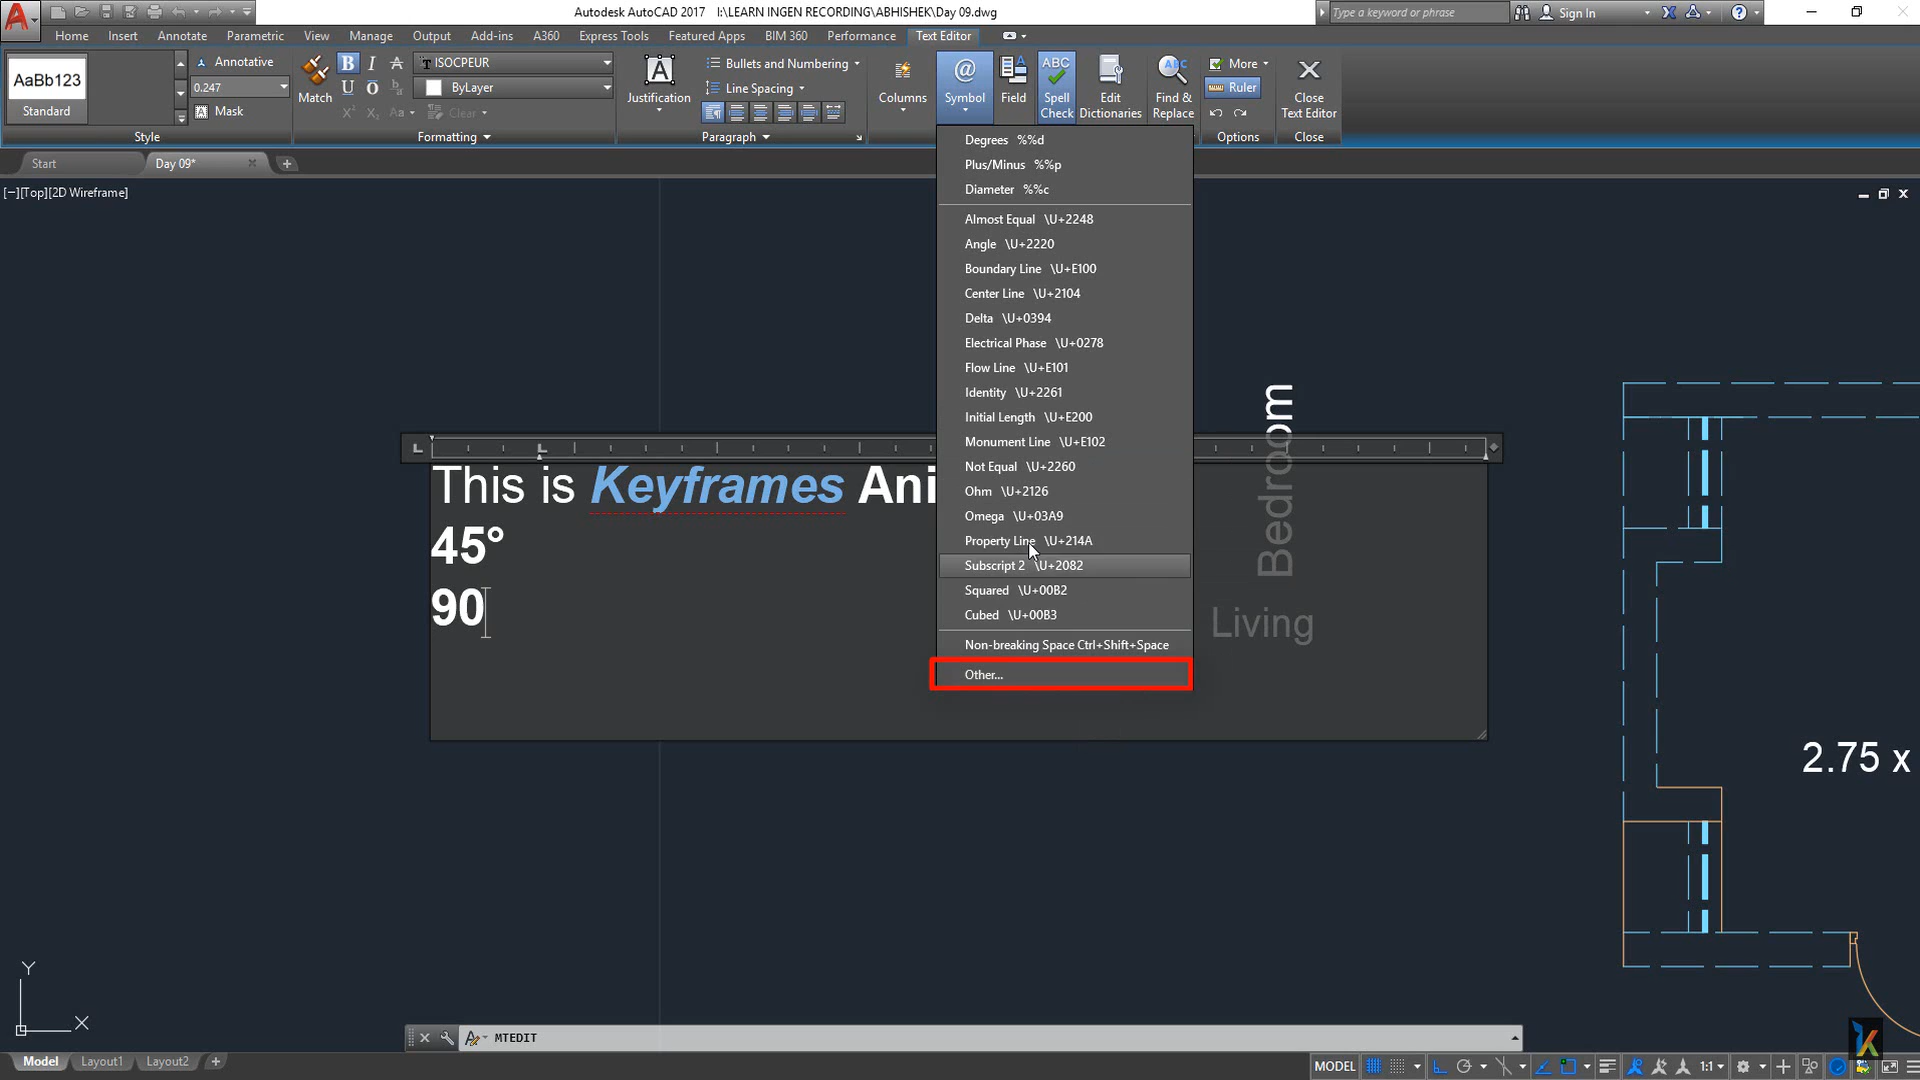 Autodesk AutoCAD 2017 I:\LEARN INGEN RECORDING\ABHISHEK\Day 09.dwg
Type a keyword or phrase
Sign In
Home Insert Annotate Parametric View Manage Output Add-ins A360 Express Tools Featured Apps BIM 360 Performance Text Editor
AaBb123
Standard
Annotative
0.247
Mask
Style
Match
B I A
U O
Aa
ISOCPEUR
ByLayer
Clear
Formatting
A
Justification
Bullets and Numbering
Line Spacing
Paragraph
Columns
@
Symbol
Field
ABC
Spell
Check
Edit
Dictionaries
Find &
Replace
More
Ruler
Options
Close
Text Editor
Close
Start
Day 09*
[−][Top][2D Wireframe]
Degrees %%d
Plus/Minus %%p
Diameter %%c
Almost Equal \U+2248
Angle \U+2220
Boundary Line \U+E100
Center Line \U+2104
Delta \U+0394
Electrical Phase \U+0278
Flow Line \U+E101
Identity \U+2261
Initial Length \U+E200
Monument Line \U+E102
Not Equal \U+2260
Ohm \U+2126
Omega \U+03A9
Property Line \U+214A
Subscript 2 \U+2082
Squared \U+00B2
Cubed \U+00B3
Non-breaking Space Ctrl+Shift+Space
Other...
This is Keyframes Ani
45°
90
Bedroom
Living
2.75 x
Y
X
MTEDIT
Model Layout1 Layout2
MODEL
1:1